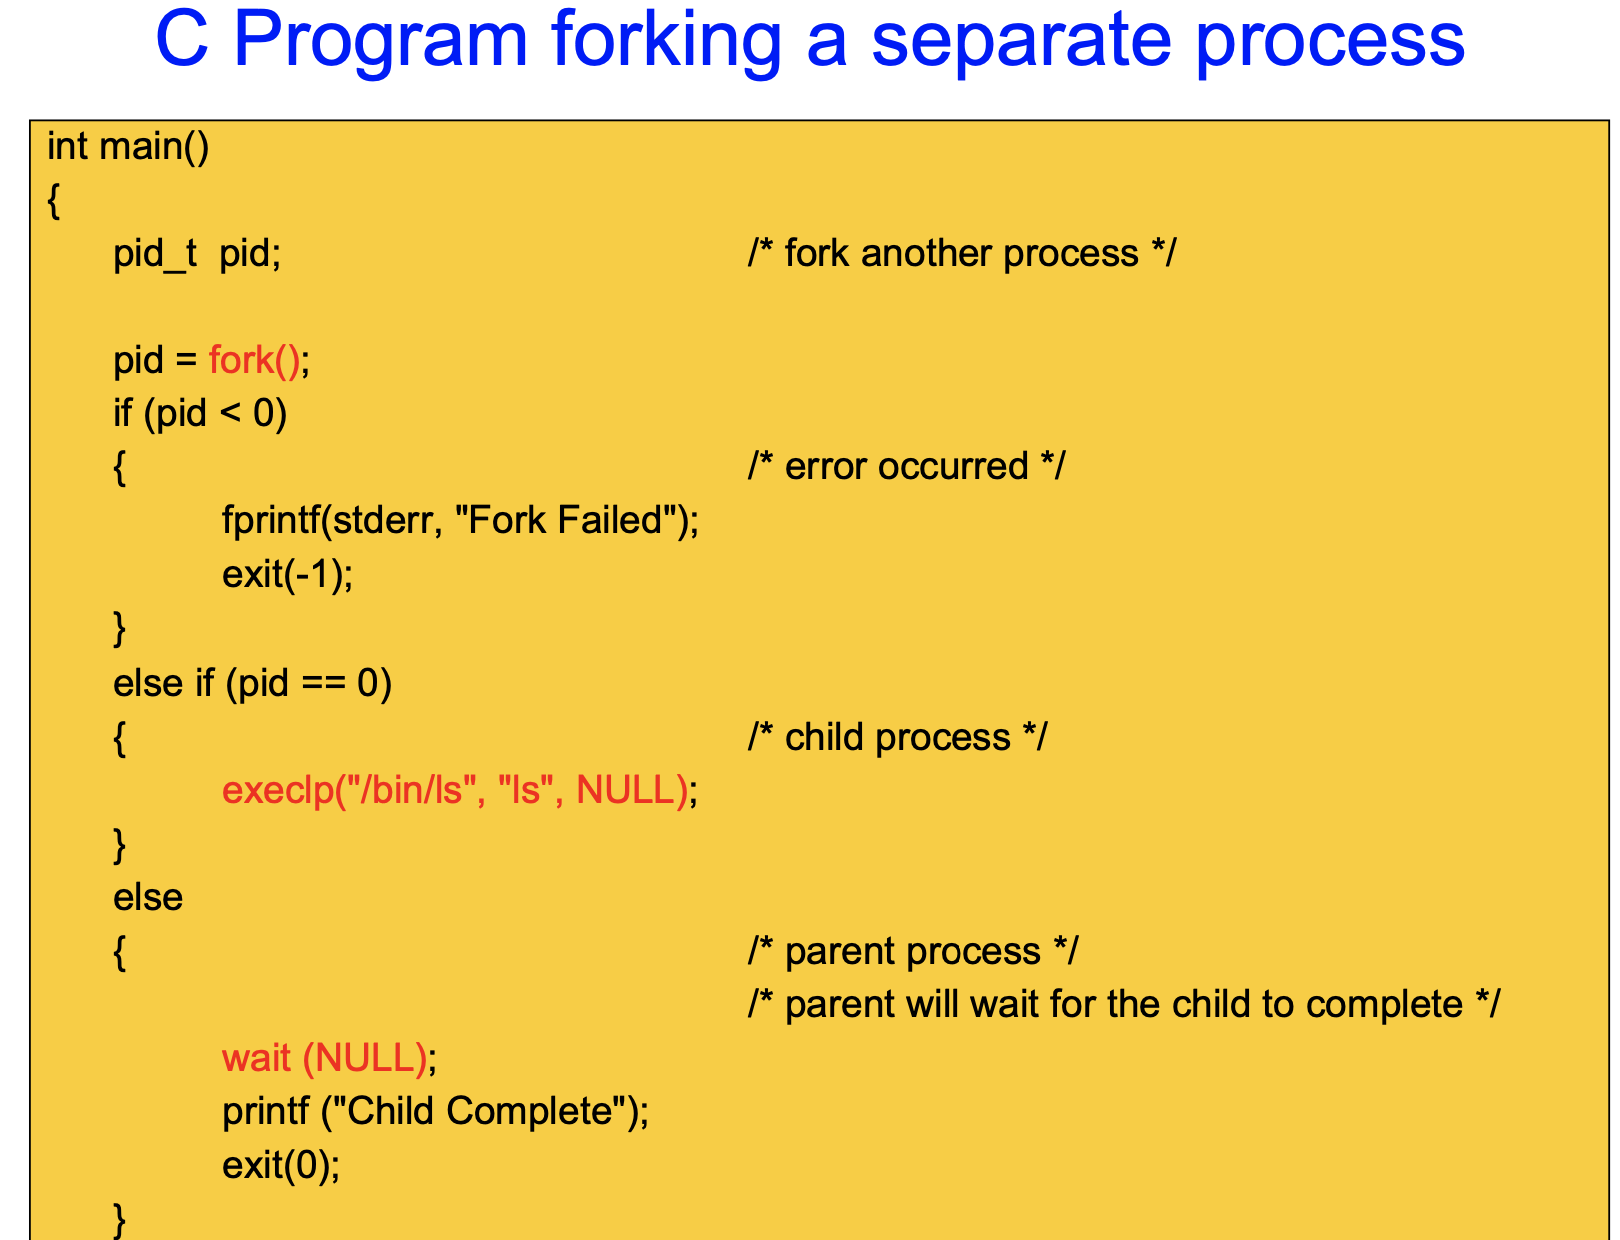 C Program forking a separate process
int main()
{
pid_t  pid; /* fork another process */
pid = fork();
if (pid < 0)
{ /* error occurred */
fprintf(stderr, "Fork Failed");
exit(-1);
}
else if (pid == 0)
{ /* child process */
execlp("/bin/ls", "ls", NULL);
}
else
{ /* parent process */
/* parent will wait for the child to complete */
wait (NULL);
printf ("Child Complete");
exit(0);
}